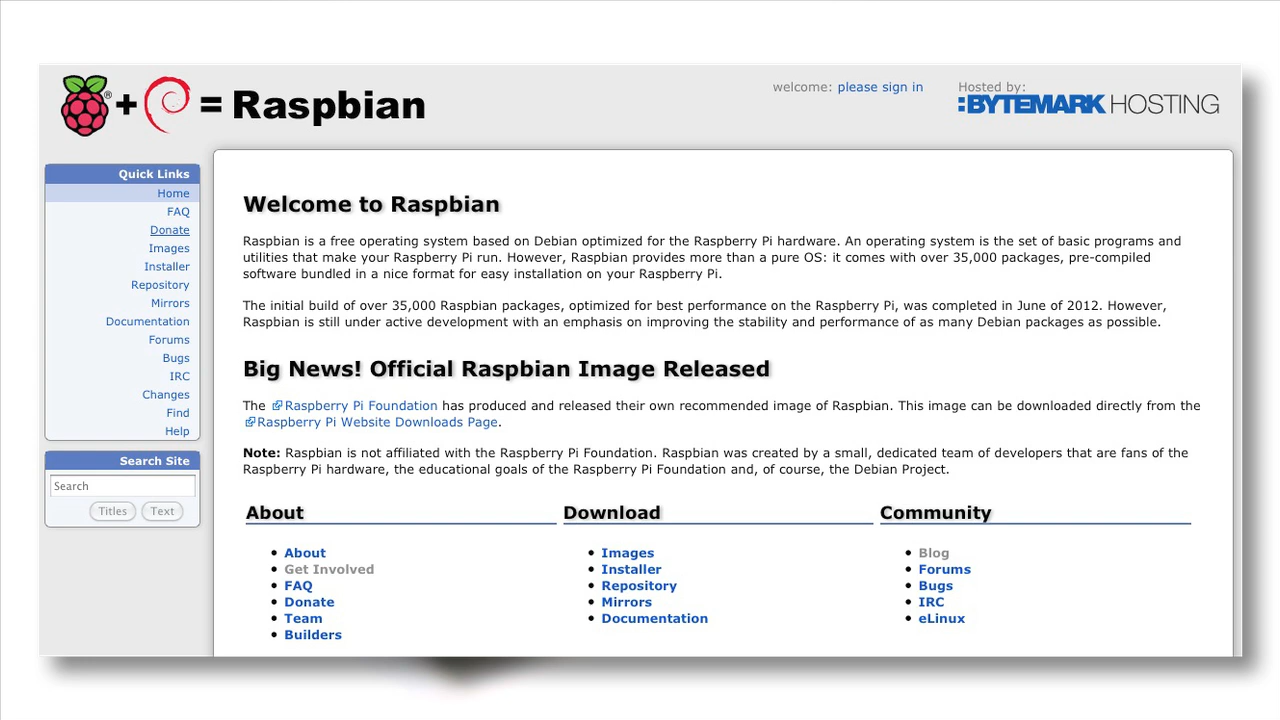 + = Raspbian
welcome: please sign in
Hosted by:
:BYTEMARK HOSTING
Quick Links
Home
FAQ
Donate
Images
Installer
Repository
Mirrors
Documentation
Forums
Bugs
IRC
Changes
Find
Help
Search Site
Search
Titles Text
Welcome to Raspbian
Raspbian is a free operating system based on Debian optimized for the Raspberry Pi hardware. An operating system is the set of basic programs and
utilities that make your Raspberry Pi run. However, Raspbian provides more than a pure OS: it comes with over 35,000 packages, pre-compiled
software bundled in a nice format for easy installation on your Raspberry Pi.
The initial build of over 35,000 Raspbian packages, optimized for best performance on the Raspberry Pi, was completed in June of 2012. However,
Raspbian is still under active development with an emphasis on improving the stability and performance of as many Debian packages as possible.
Big News! Official Raspbian Image Released
The Raspberry Pi Foundation has produced and released their own recommended image of Raspbian. This image can be downloaded directly from the
Raspberry Pi Website Downloads Page.
Note: Raspbian is not affiliated with the Raspberry Pi Foundation. Raspbian was created by a small, dedicated team of developers that are fans of the
Raspberry Pi hardware, the educational goals of the Raspberry Pi Foundation and, of course, the Debian Project.
About
• About
• Get Involved
• FAQ
• Donate
• Team
• Builders
Download
• Images
• Installer
• Repository
• Mirrors
• Documentation
Community
• Blog
• Forums
• Bugs
• IRC
• eLinux